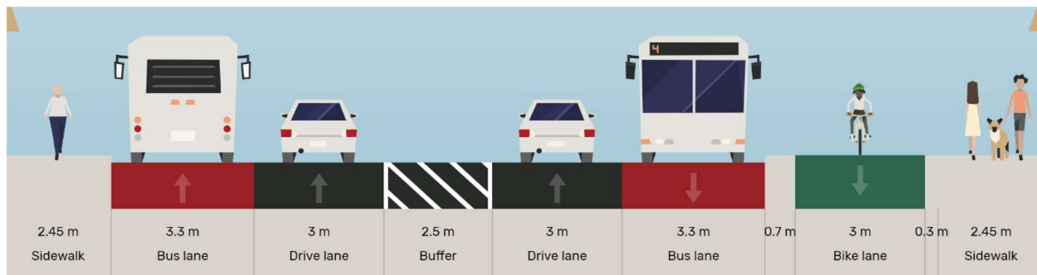 4
2.45 m
Sidewalk
3.3 m
Bus lane
3 m
Drive lane
2.5 m
Buffer
3 m
Drive lane
3.3 m
Bus lane
0.7 m
3 m
Bike lane
0.3 m
2.45 m
Sidewalk